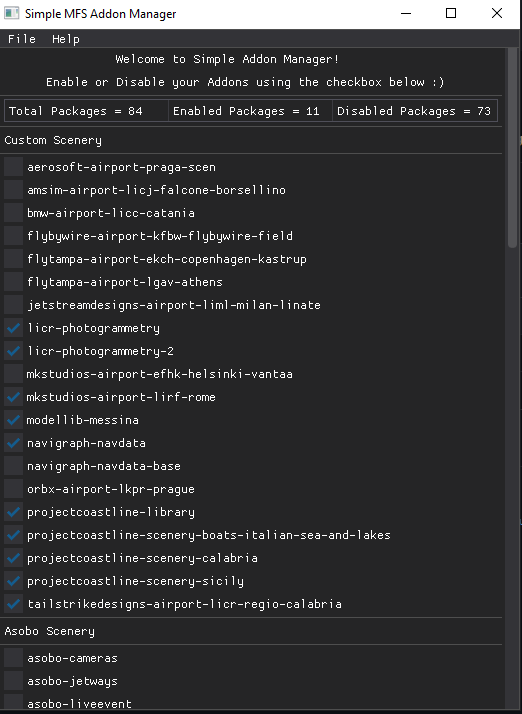 Simple MFS Addon Manager
File Help
Welcome to Simple Addon Manager!
Enable or Disable your Addons using the checkbox below :)
Total Packages = 84 Enabled Packages = 11 Disabled Packages = 73
Custom Scenery
aerosoft-airport-praga-scen
amsim-airport-licj-falcone-borsellino
bmw-airport-licc-catania
flybywire-airport-kfbw-flybywire-field
flytampa-airport-ekch-copenhagen-kastrup
flytampa-airport-lgav-athens
jetstreamdesigns-airport-liml-milan-linate
licr-photogrammetry
licr-photogrammetry-2
mkstudios-airport-efhk-helsinki-vantaa
mkstudios-airport-lirf-rome
modellib-messina
navigraph-navdata
navigraph-navdata-base
orbx-airport-lkpr-prague
projectcoastline-library
projectcoastline-scenery-boats-italian-sea-and-lakes
projectcoastline-scenery-calabria
projectcoastline-scenery-sicily
tailstrikedesigns-airport-licr-regio-calabria
Asobo Scenery
asobo-cameras
asobo-jetways
asobo-liveevent